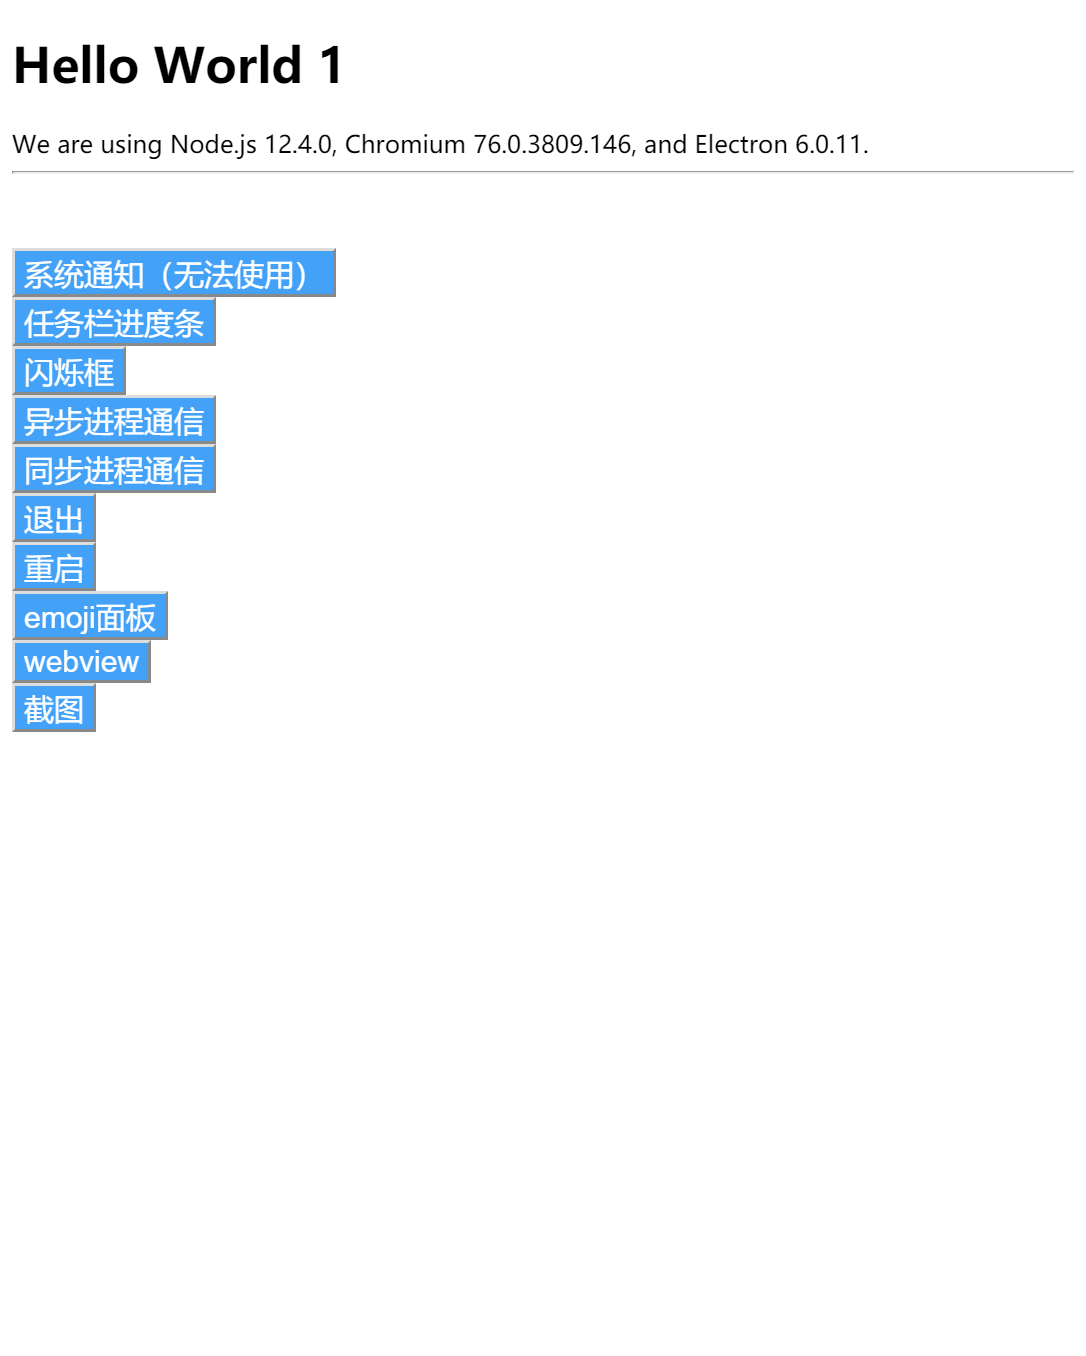 Hello World 1
We are using Node.js 12.4.0, Chromium 76.0.3809.146, and Electron 6.0.11.
系统通知（无法使用）
任务栏进度条
闪烁框
异步进程通信
同步进程通信
退出
重启
emoji面板
webview
截图